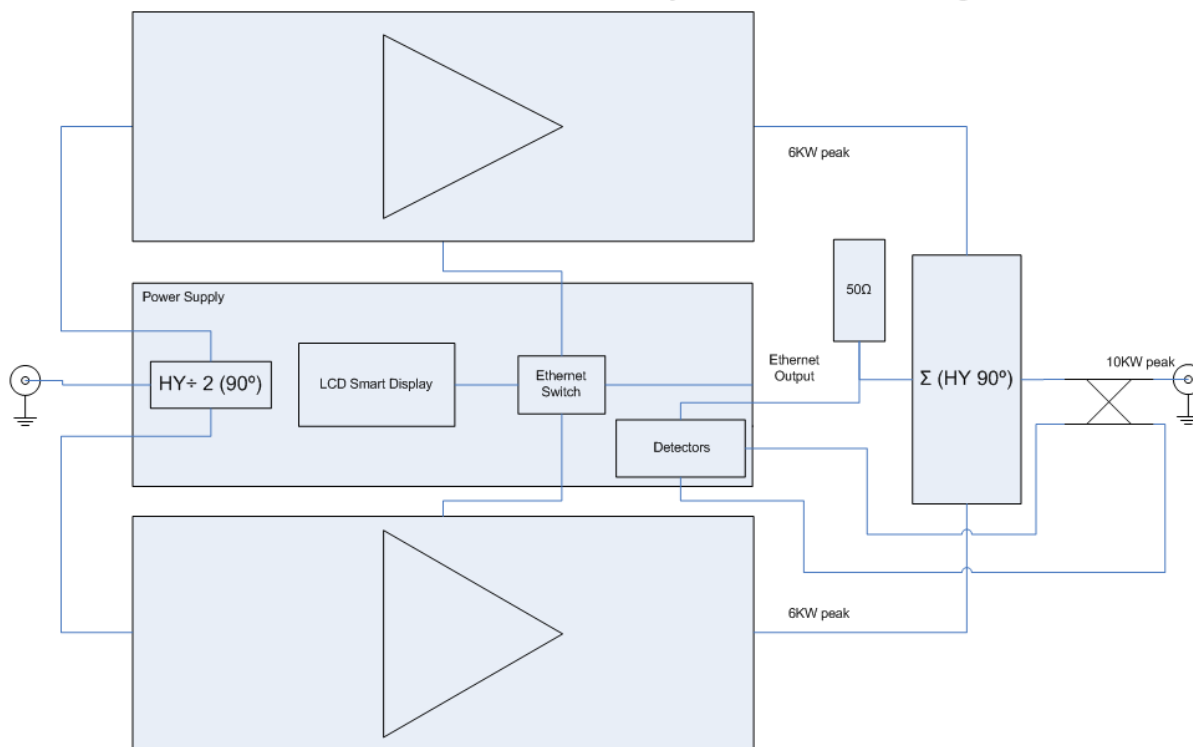 6KW peak
Power Supply
50Ω
HY÷ 2 (90º)
LCD Smart Display
Ethernet
Switch
Ethernet
Output
Σ (HY 90º)
10KW peak
Detectors
6KW peak